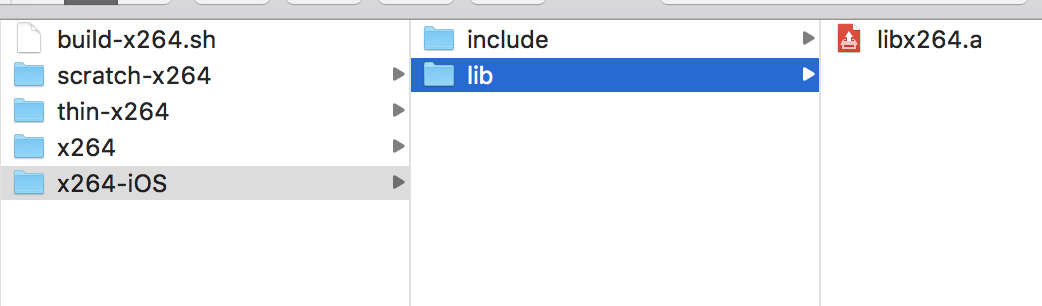 build-x264.sh
scratch-x264
thin-x264
x264
x264-iOS
include
lib
libx264.a